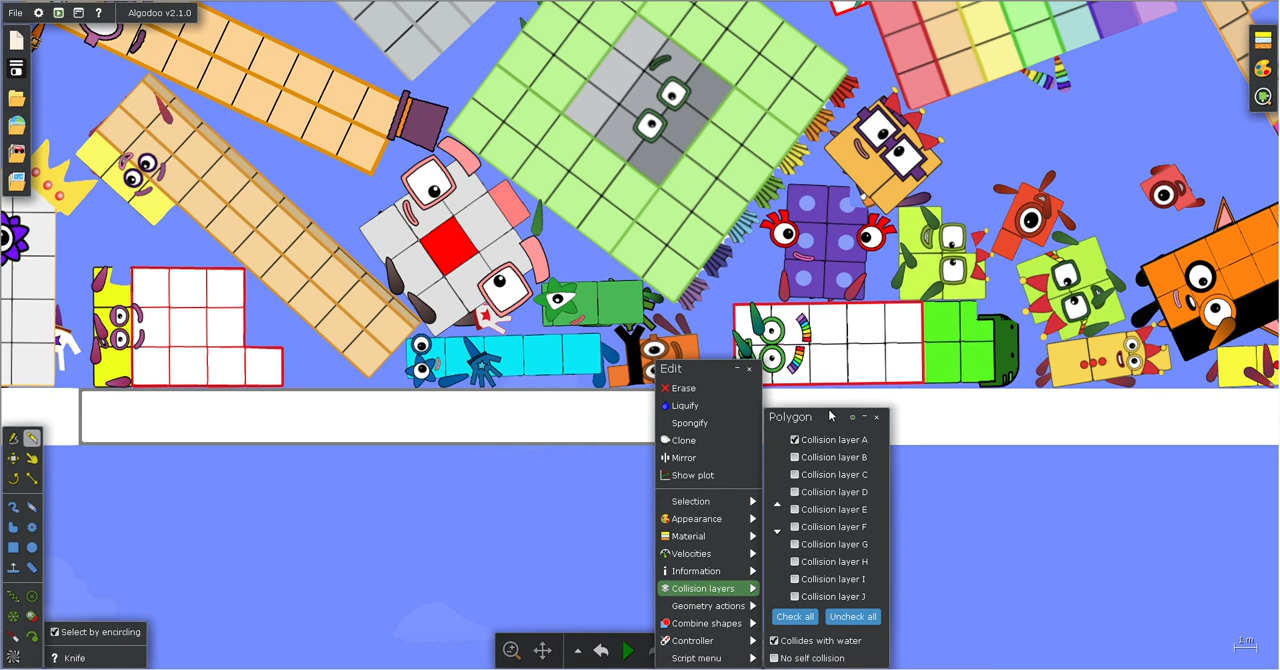 File ? Algodoo v2.1.0
Edit
Erase
Liquify
Spongify
Clone
Mirror
Show plot
Selection
Appearance
Material
Velocities
Information
Collision layers
Geometry actions
Combine shapes
Controller
Script menu
Polygon
Collision layer A
Collision layer B
Collision layer C
Collision layer D
Collision layer E
Collision layer F
Collision layer G
Collision layer H
Collision layer I
Collision layer J
Check all Uncheck all
Collides with water
No self collision
Select by encircling
? Knife
1 m